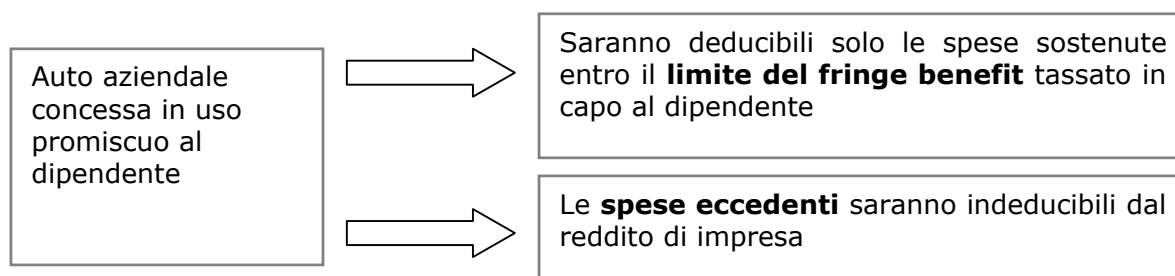 Auto aziendale
concessa in uso
promiscuo al
dipendente
Saranno deducibili solo le spese sostenute
entro il limite del fringe benefit tassato in
capo al dipendente
Le spese eccedenti saranno indeducibili dal
reddito di impresa